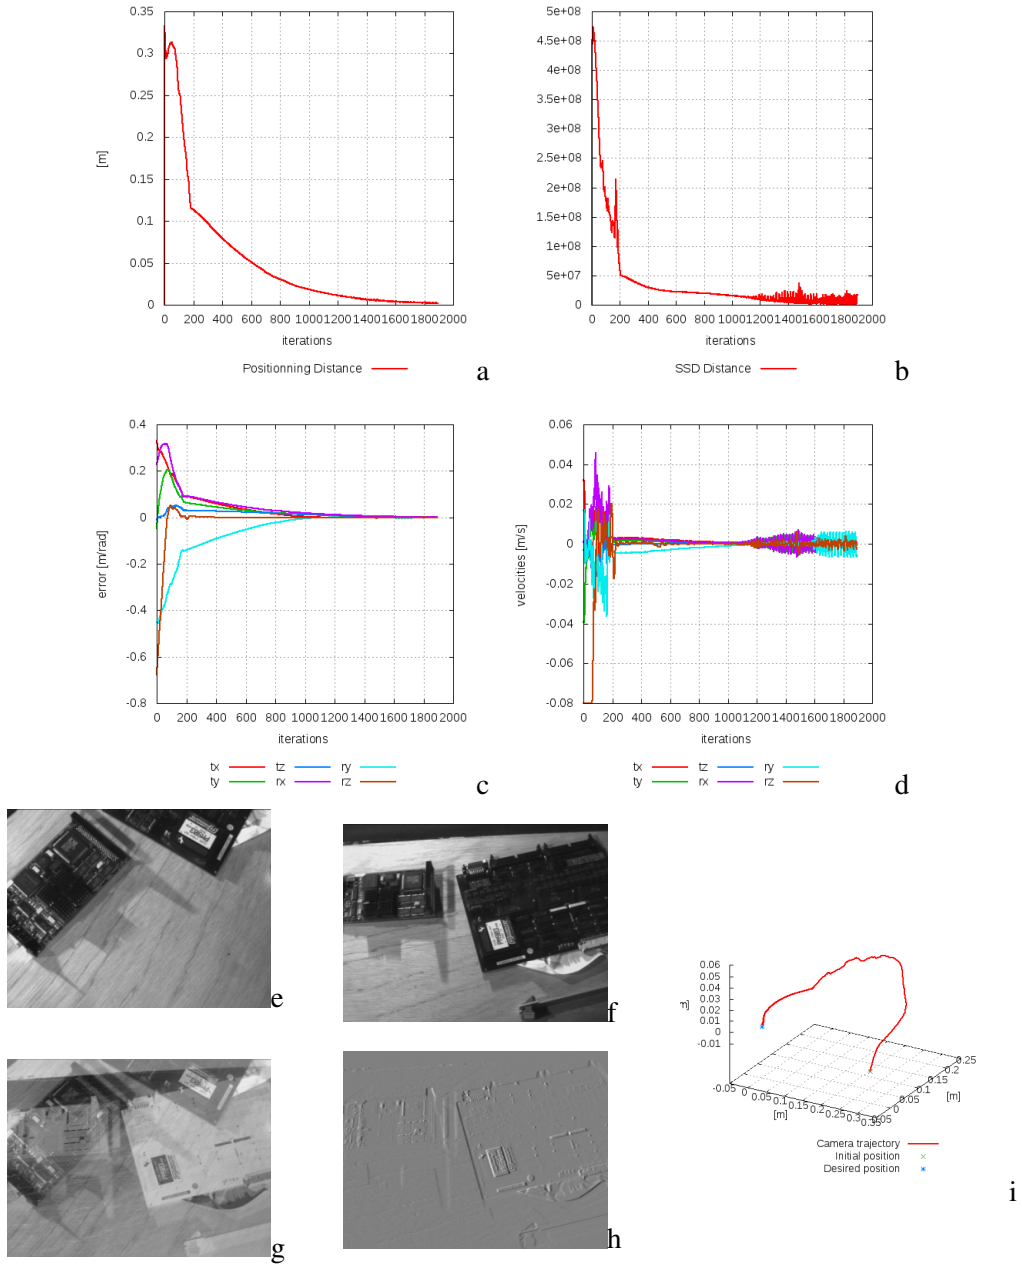 0.35
0.3
0.25
0.2
0.15
0.1
0.05
0
[m]
0 200 400 600 800 1000 1200 1400 1600 1800 2000
iterations
Positionning Distance
a
5e+08
4.5e+08
4e+08
3.5e+08
3e+08
2.5e+08
2e+08
1.5e+08
1e+08
5e+07
0
0 200 400 600 800 1000 1200 1400 1600 1800 2000
iterations
SSD Distance
b
0.4
0.2
0
-0.2
-0.4
-0.6
-0.8
error [m/rad]
0 200 400 600 800 1000 1200 1400 1600 1800 2000
iterations
tx tz ry
ty rx rz
c
0.06
0.04
0.02
0
-0.02
-0.04
-0.06
-0.08
velocities [m/s]
0 200 400 600 800 1000 1200 1400 1600 1800 2000
iterations
tx tz ry
ty rx rz
d
e
f
g
h
0.06
0.05
0.04
0.03
0.02
0.01
0
-0.01
-0.05 0 0.05 0.1 0.15 0.2 0.25 0.3 0.35
[m]
0.05 0 0.05 0.1 0.15 0.2 0.25
[m]
Camera trajectory
Initial position
Desired position
i